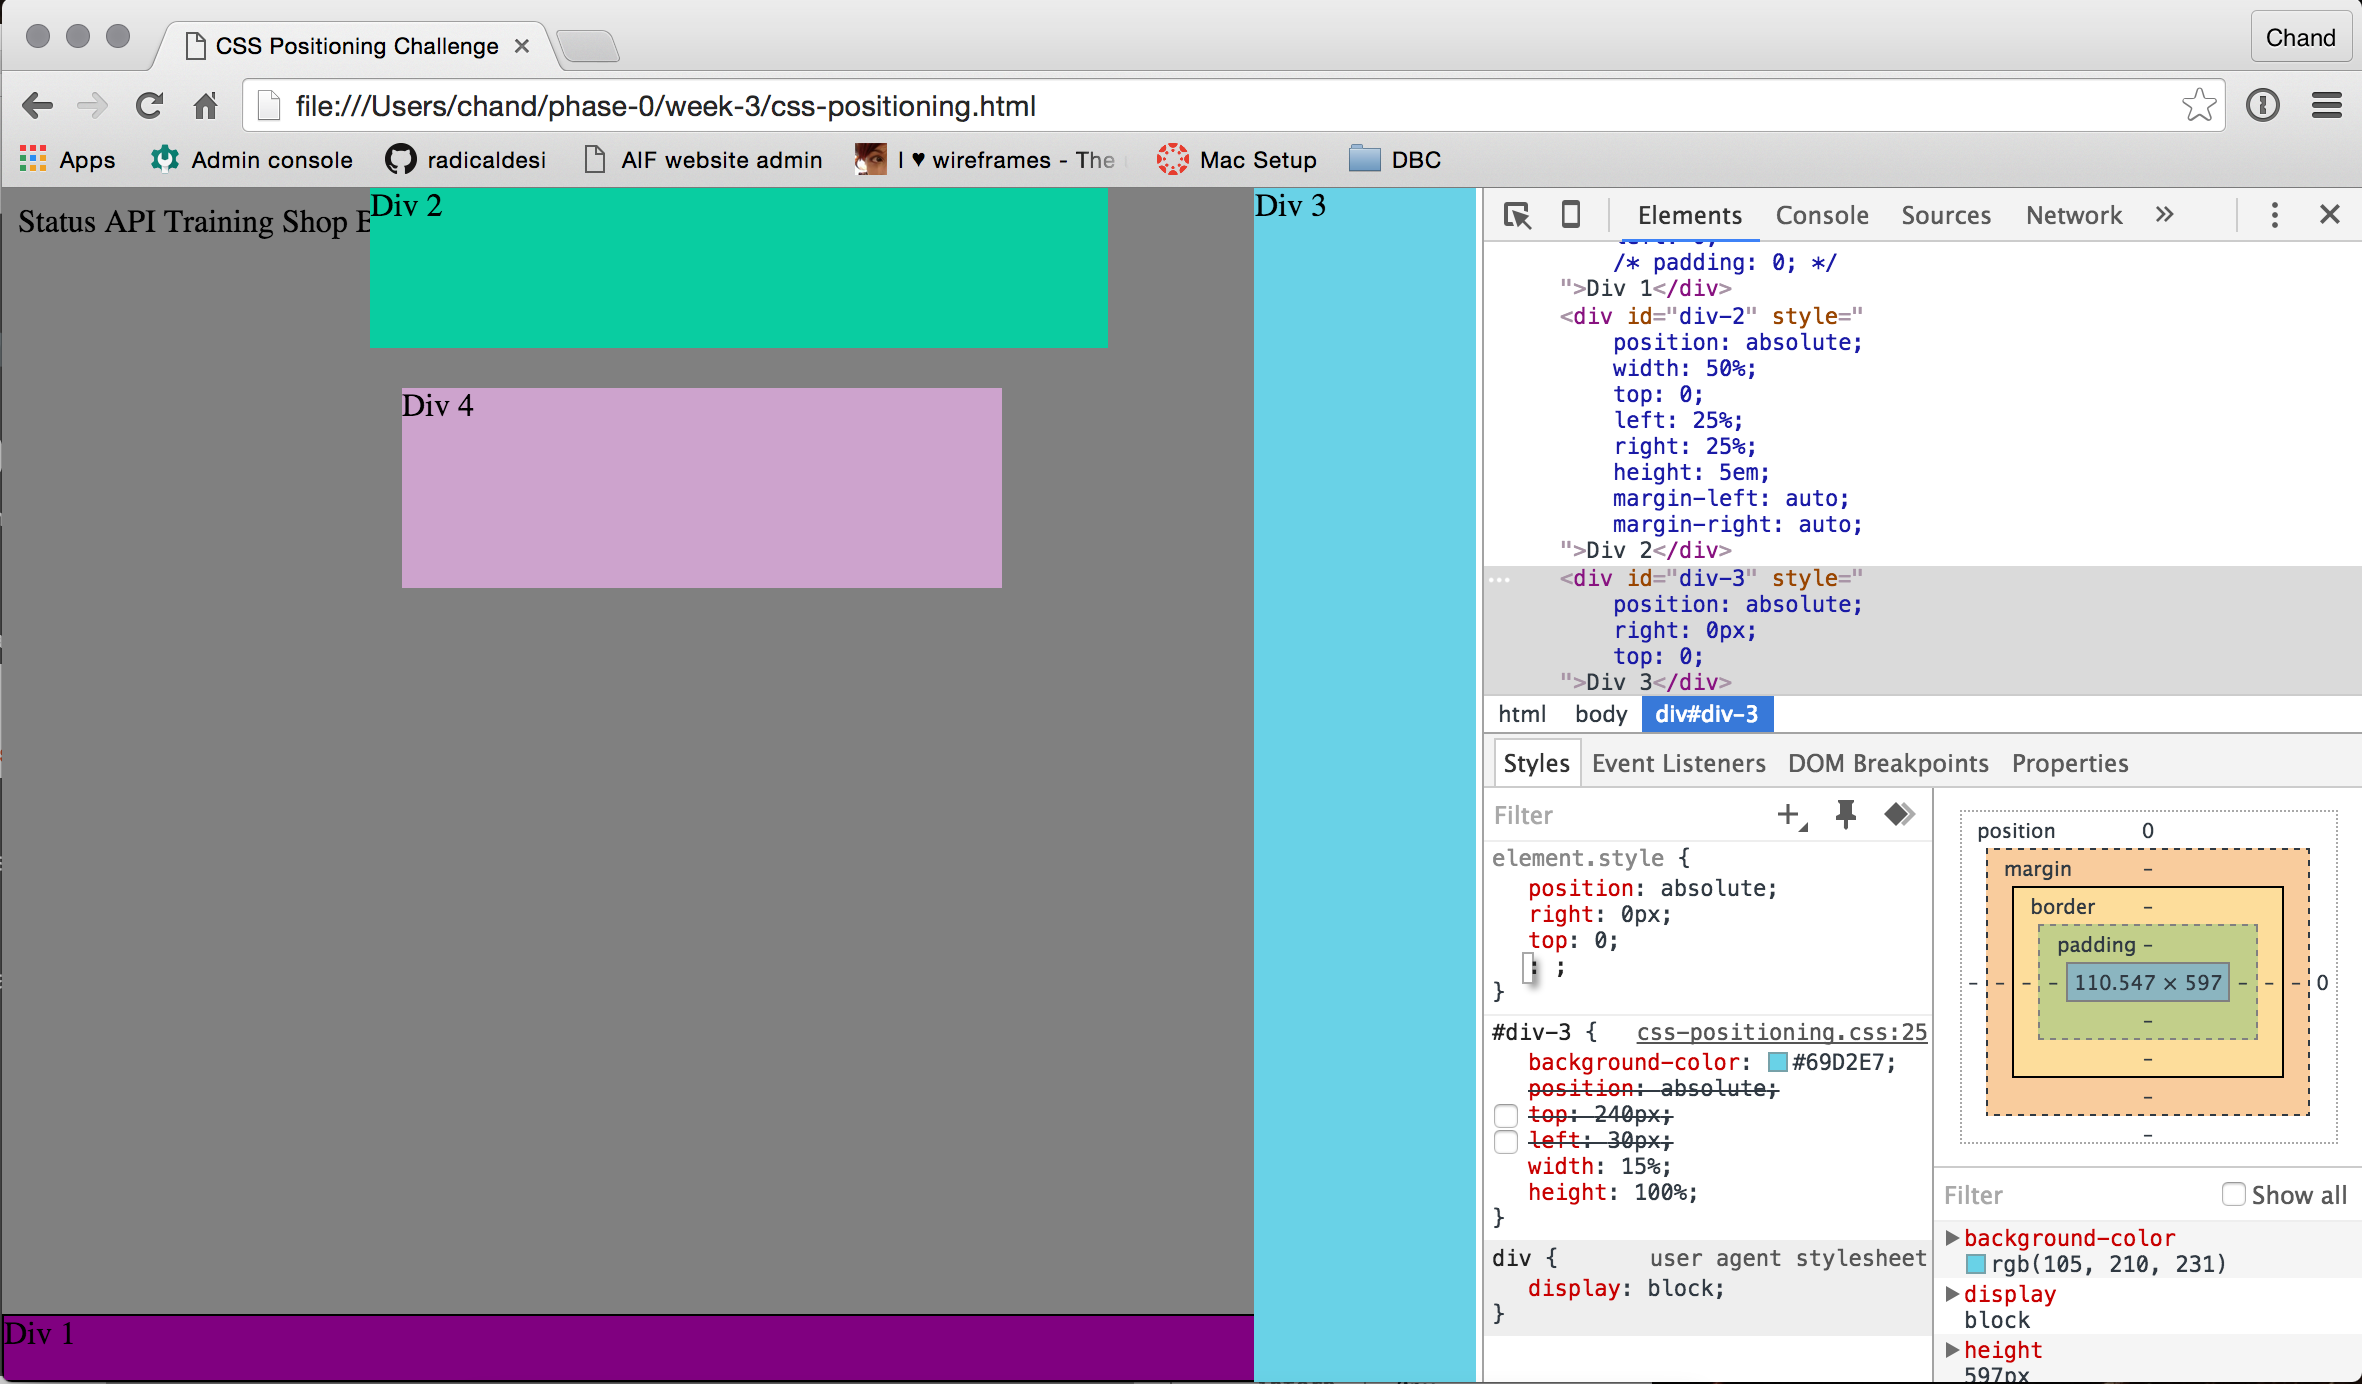 CSS Positioning Challenge
Chand
file:///Users/chand/phase-0/week-3/css-positioning.html
Apps Admin console radicaldesi AIF website admin I ♥ wireframes - The Mac Setup DBC
Status API Training Shop
Div 2
Div 3
Div 4
Div 1
Elements Console Sources Network »
/* padding: 0; */
">Div 1</div>
<div id="div-2" style="
position: absolute;
width: 50%;
top: 0;
left: 25%;
right: 25%;
height: 5em;
margin-left: auto;
margin-right: auto;
">Div 2</div>
<div id="div-3" style="
position: absolute;
right: 0px;
top: 0;
">Div 3</div>
html body div#div-3
Styles Event Listeners DOM Breakpoints Properties
Filter
element.style {
position: absolute;
right: 0px;
top: 0;
: ;
}
#div-3 { css-positioning.css:25
background-color: #69D2E7;
position: absolute;
top: 240px;
left: 30px;
width: 15%;
height: 100%;
}
div { user agent stylesheet
display: block;
}
position 0
margin -
border -
padding -
- - - - 110.547 × 597 - - - 0
-
-
-
-
Filter Show all
background-color
rgb(105, 210, 231)
display
block
height
597px